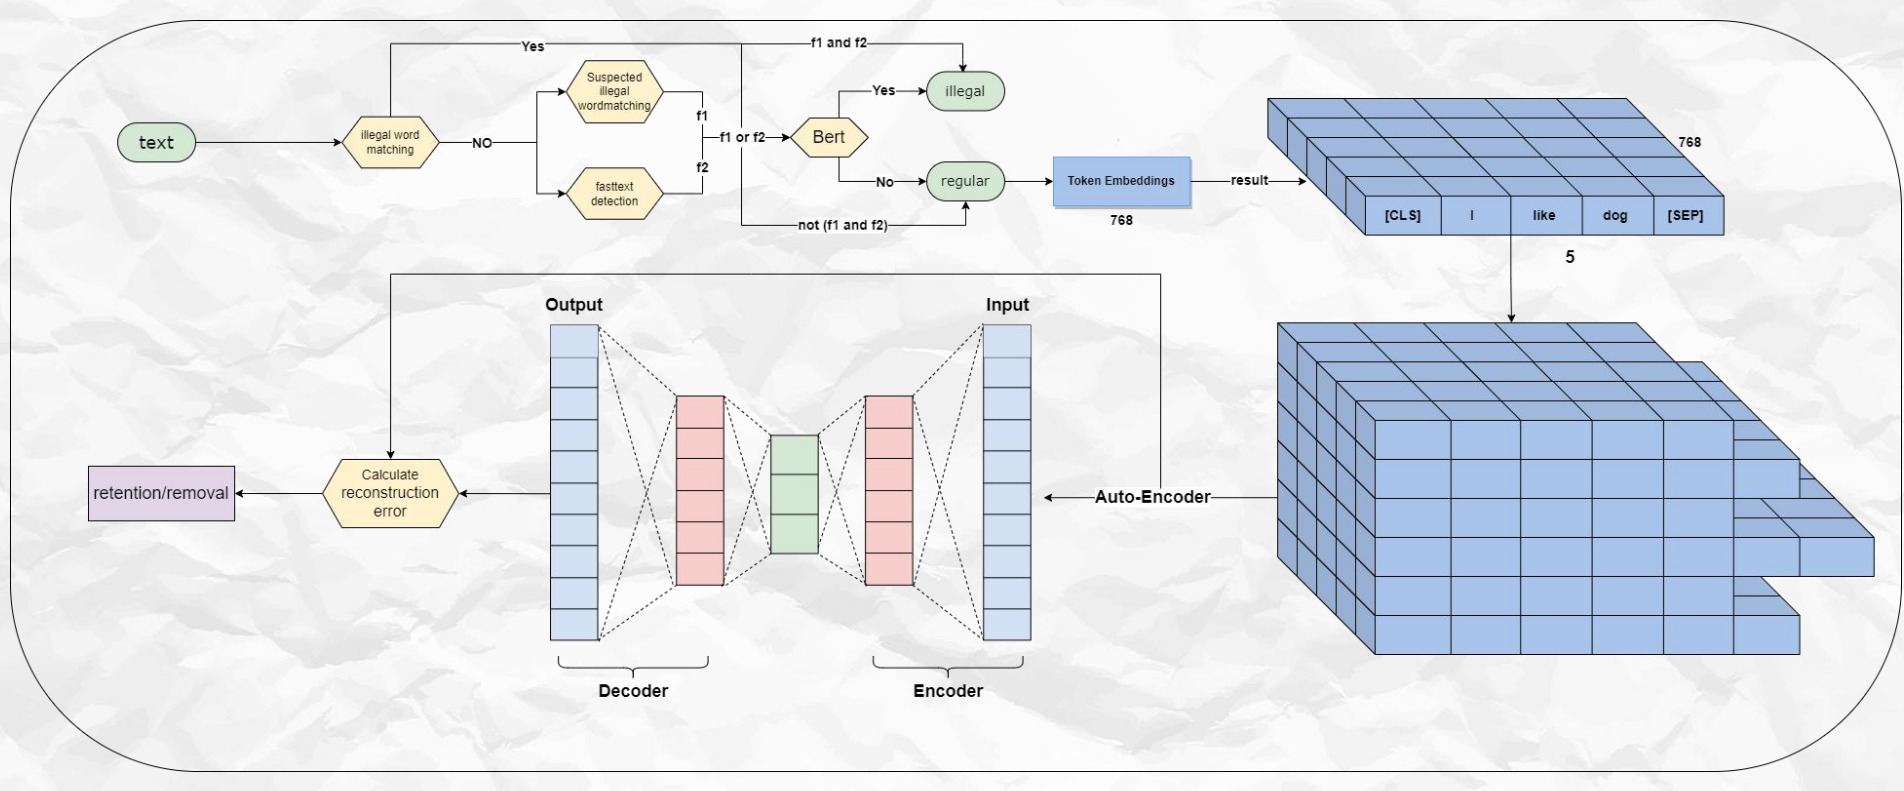 Yes
f1 and f2
Suspected
illegal
wordmatching
f1
Yes
illegal
text
illegal word
matching
NO
f1 or f2
Bert
768
f2
fasttext
detection
No
regular
Token Embeddings
result
768
not (f1 and f2)
[CLS]
I
like
dog
[SEP]
5
Output
Input
Calculate
reconstruction
error
retention/removal
Auto-Encoder
Decoder
Encoder